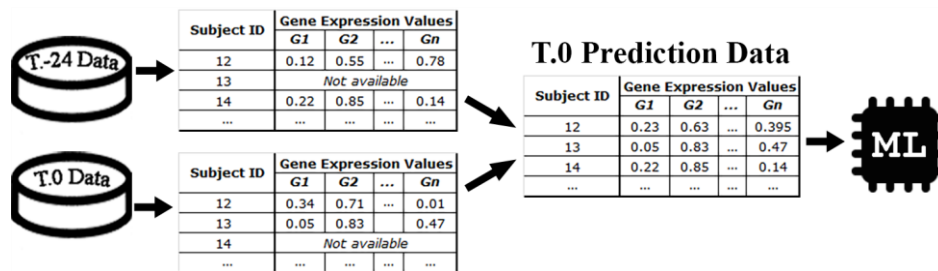 T.-24 Data
Subject ID Gene Expression Values
G1 G2 ... Gn
12 0.12 0.55 ... 0.78
13 Not available
14 0.22 0.85 ... 0.14
... ... ... ... ...
T.0 Data
Subject ID Gene Expression Values
G1 G2 ... Gn
12 0.34 0.71 ... 0.01
13 0.05 0.83 ... 0.47
14 Not available
... ... ... ... ...
T.0 Prediction Data
Subject ID Gene Expression Values
G1 G2 ... Gn
12 0.23 0.63 ... 0.395
13 0.05 0.83 ... 0.47
14 0.22 0.85 ... 0.14
... ... ... ... ...
ML